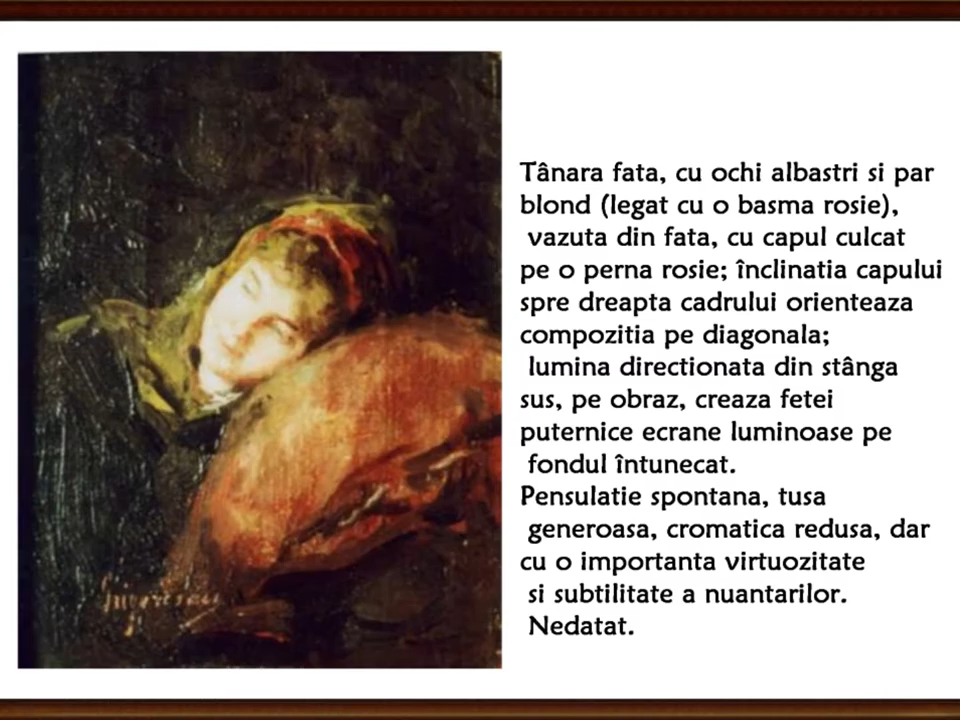 Tânara fata, cu ochi albastri si par
blond (legat cu o basma rosie),
vazuta din fata, cu capul culcat
pe o perna rosie; înclinatia capului
spre dreapta cadrului orienteaza
compozitia pe diagonala;
lumina directionata din stânga
sus, pe obraz, creaza fetei
puternice ecrane luminoase pe
fondul întunecat.
Pensulatie spontana, tusa
generoasa, cromatica redusa, dar
cu o importanta virtuozitate
si subtilitate a nuantarilor.
Nedatat.